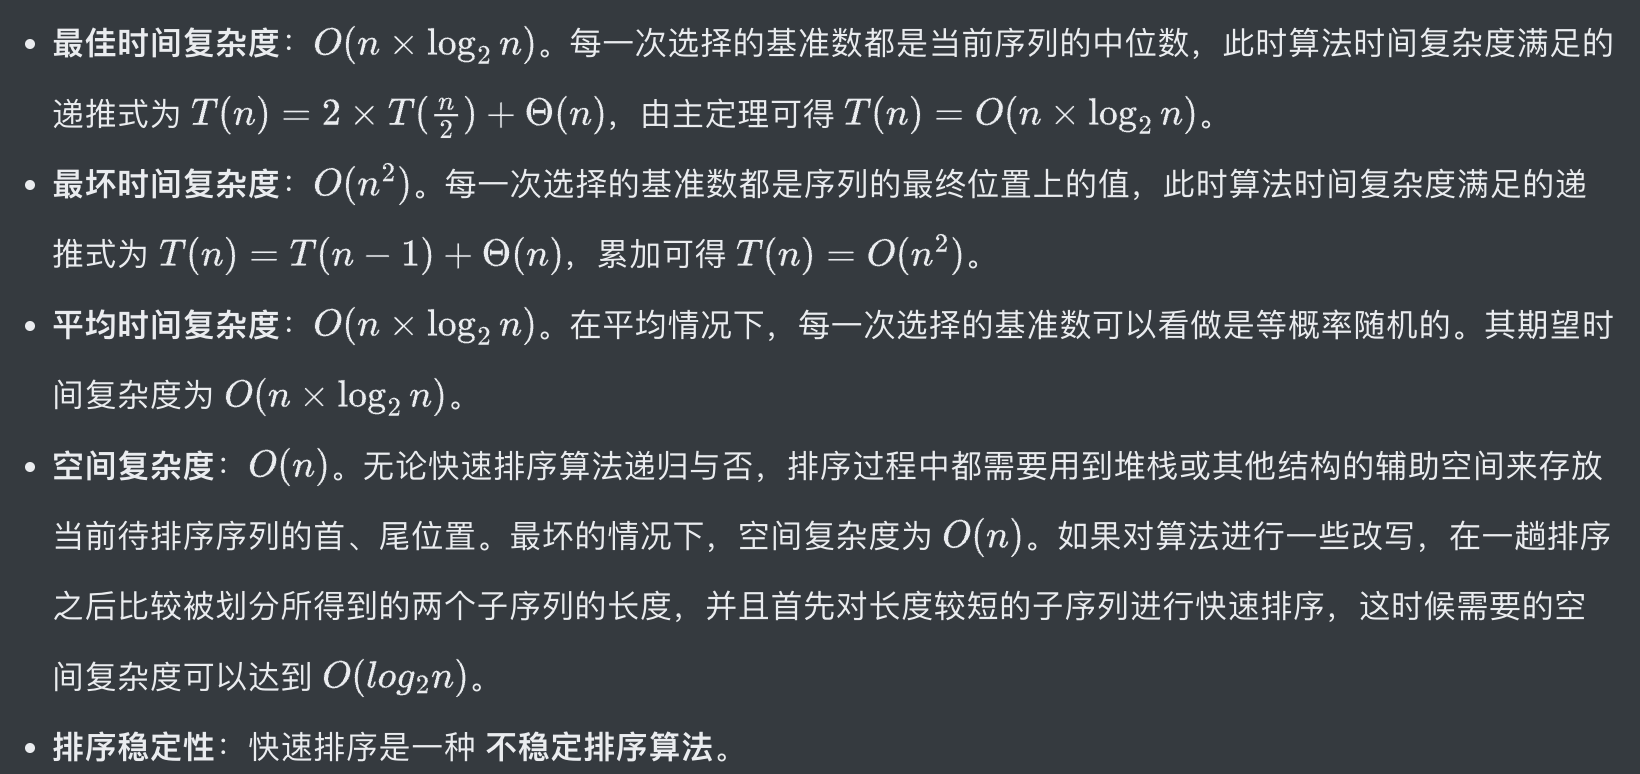 • 最佳时间复杂度：O(n × log₂ n)。每一次选择的基准数都是当前序列的中位数，此时算法时间复杂度满足的
递推式为 T(n) = 2 × T(n/2) + Θ(n)，由主定理可得 T(n) = O(n × log₂ n)。
• 最坏时间复杂度：O(n²)。每一次选择的基准数都是序列的最终位置上的值，此时算法时间复杂度满足的递
推式为 T(n) = T(n − 1) + Θ(n)，累加可得 T(n) = O(n²)。
• 平均时间复杂度：O(n × log₂ n)。在平均情况下，每一次选择的基准数可以看做是等概率随机的。其期望时
间复杂度为 O(n × log₂ n)。
• 空间复杂度：O(n)。无论快速排序算法递归与否，排序过程中都需要用到堆栈或其他结构的辅助空间来存放
当前待排序序列的首、尾位置。最坏的情况下，空间复杂度为 O(n)。如果对算法进行一些改写，在一趟排序
之后比较被划分所得到的两个子序列的长度，并且首先对长度较短的子序列进行快速排序，这时候需要的空
间复杂度可以达到 O(log₂n)。
• 排序稳定性：快速排序是一种 不稳定排序算法。